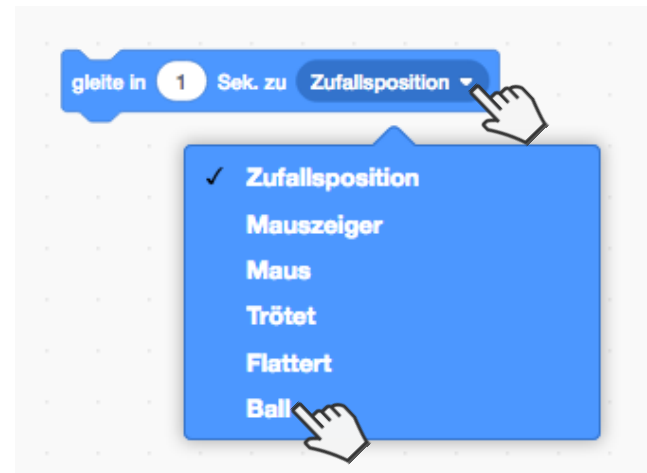 gleite in 1 Sek. zu Zufallsposition
✓ Zufallsposition
Mauszeiger
Maus
Trötet
Flattert
Ball